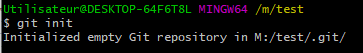 Utilisateur@DESKTOP-64F6T8L MINGW64 /m/test
$ git init
Initialized empty Git repository in M:/test/.git/